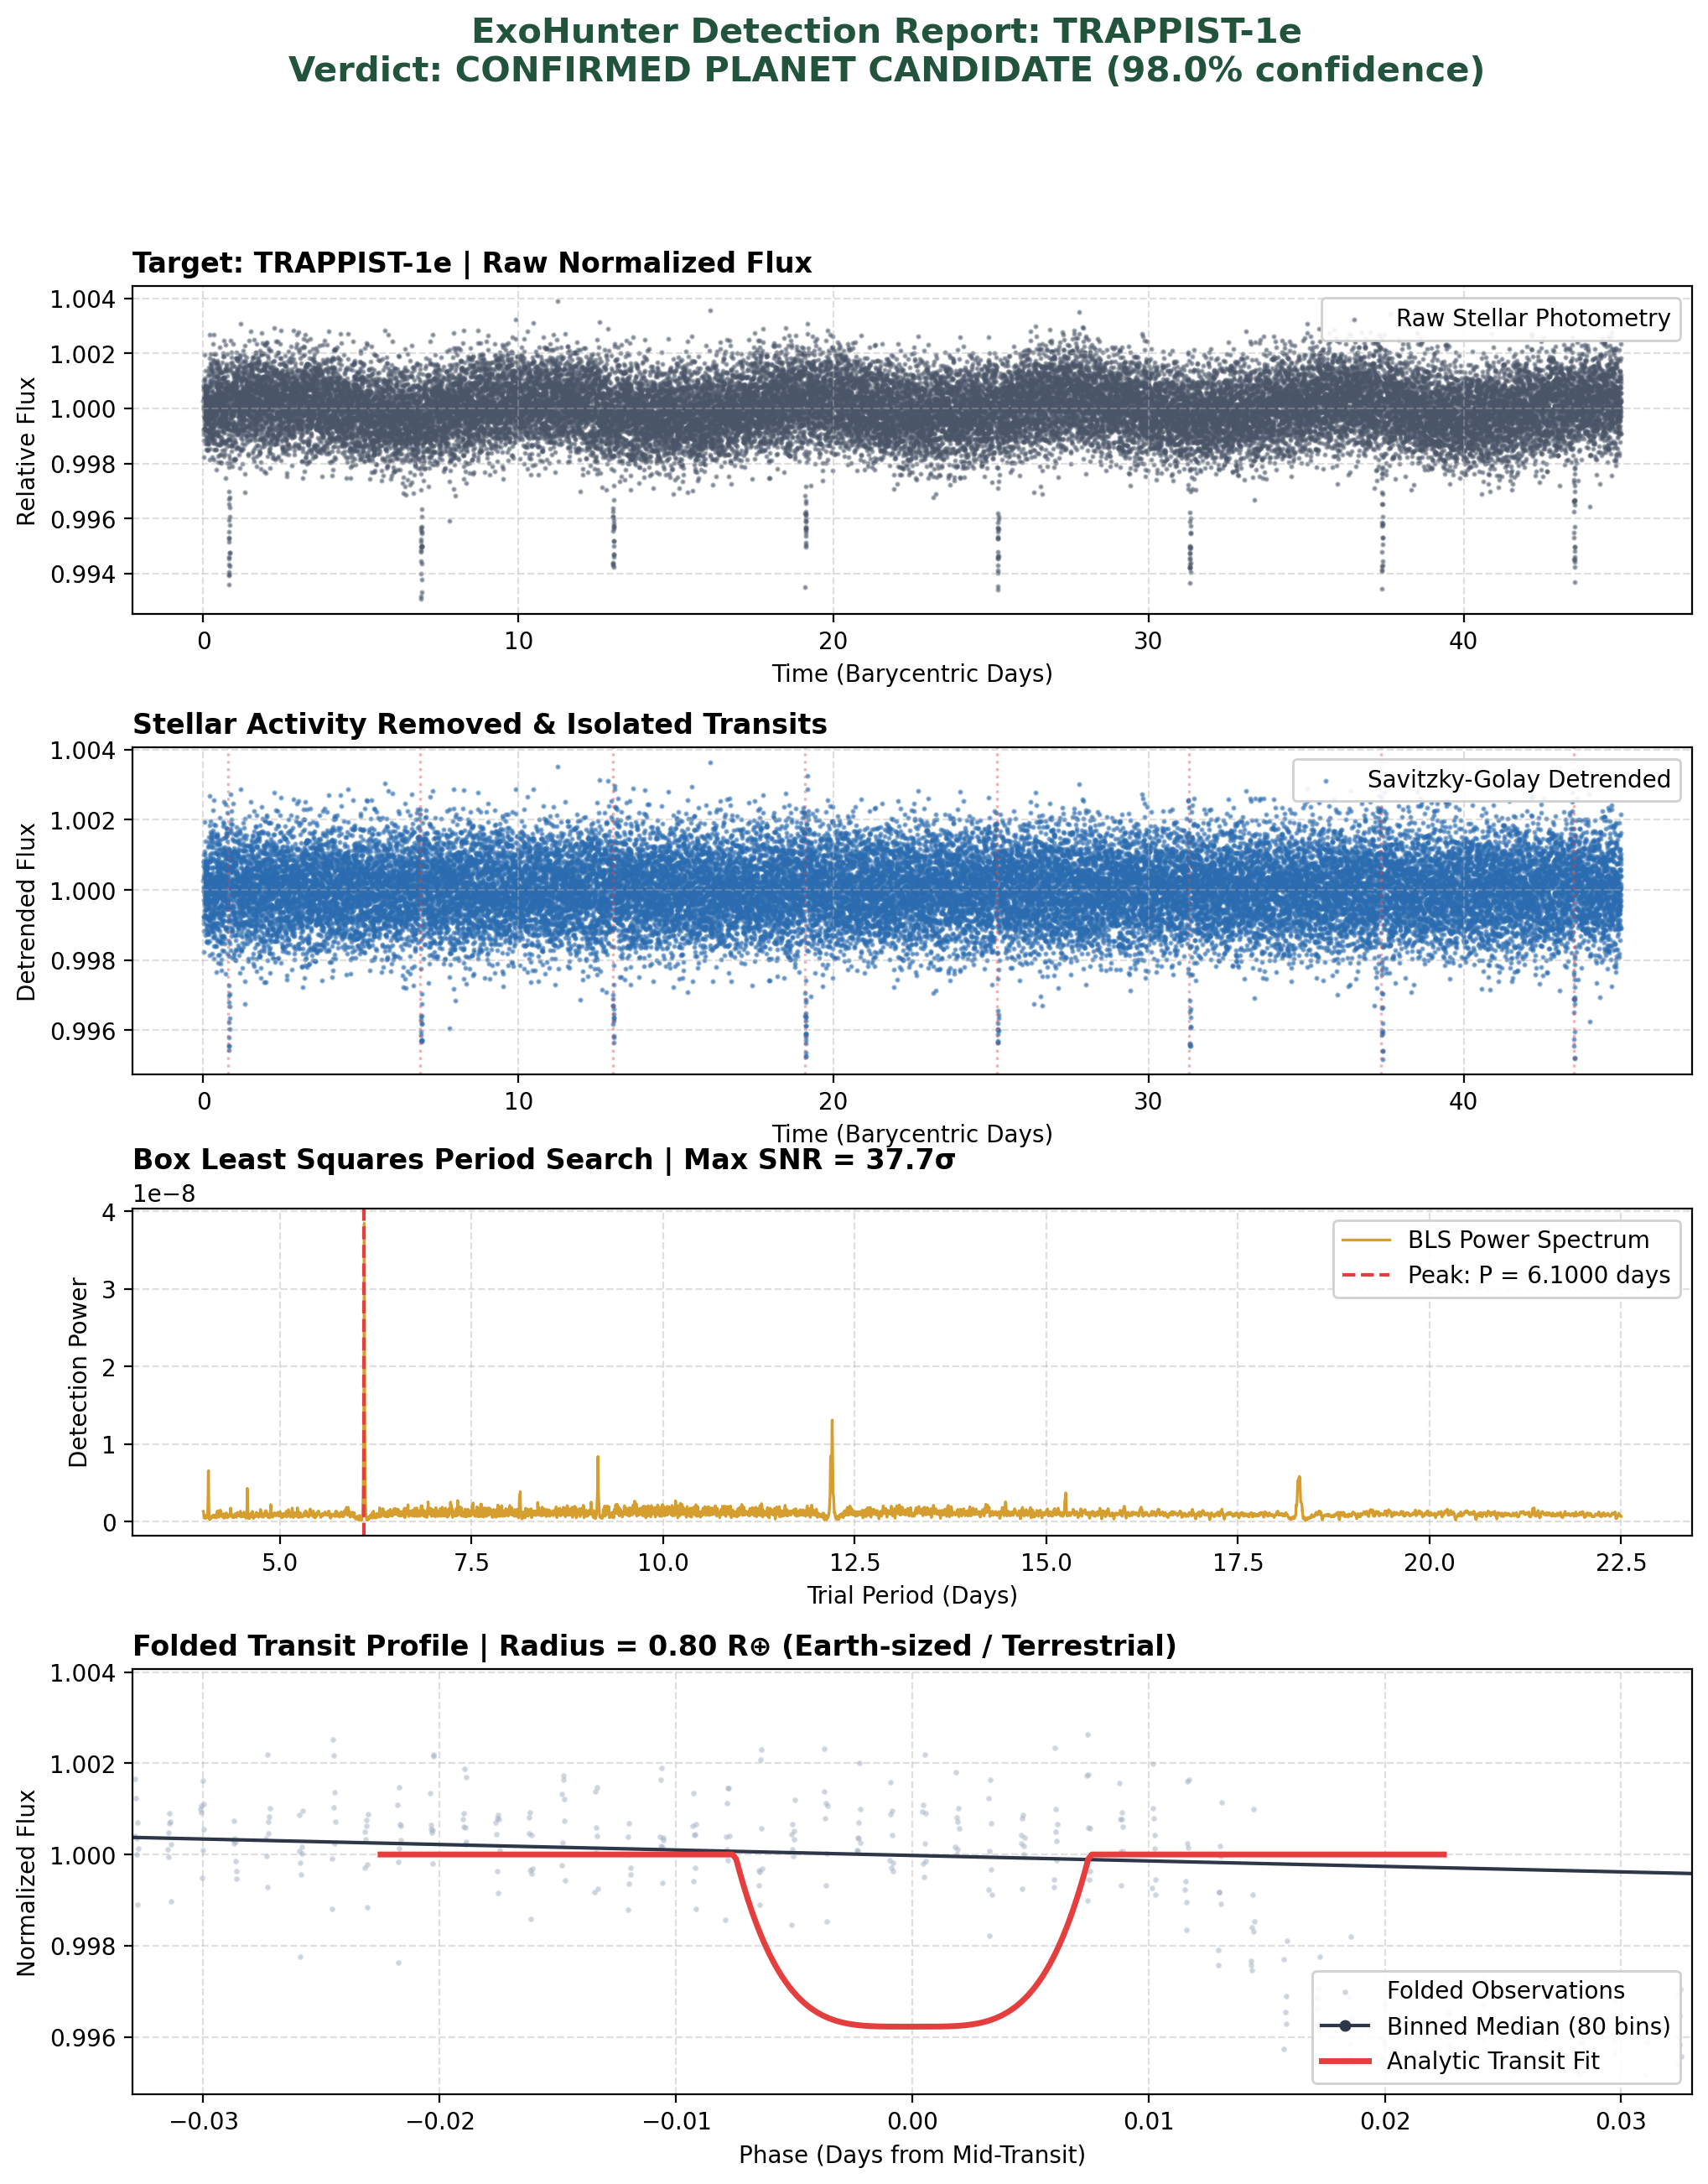 ExoHunter Detection Report: TRAPPIST-1e
Verdict: CONFIRMED PLANET CANDIDATE (98.0% confidence)
Target: TRAPPIST-1e | Raw Normalized Flux
Relative Flux
1.004
1.002
1.000
0.998
0.996
0.994
Raw Stellar Photometry
0 10 20 30 40
Time (Barycentric Days)
Stellar Activity Removed & Isolated Transits
Detrended Flux
1.004
1.002
1.000
0.998
0.996
Savitzky-Golay Detrended
0 10 20 30 40
Time (Barycentric Days)
Box Least Squares Period Search | Max SNR = 37.7σ
1e−8
Detection Power
4
3
2
1
0
BLS Power Spectrum
Peak: P = 6.1000 days
5.0 7.5 10.0 12.5 15.0 17.5 20.0 22.5
Trial Period (Days)
Folded Transit Profile | Radius = 0.80 R⊕ (Earth-sized / Terrestrial)
Normalized Flux
1.004
1.002
1.000
0.998
0.996
Folded Observations
Binned Median (80 bins)
Analytic Transit Fit
−0.03 −0.02 −0.01 0.00 0.01 0.02 0.03
Phase (Days from Mid-Transit)